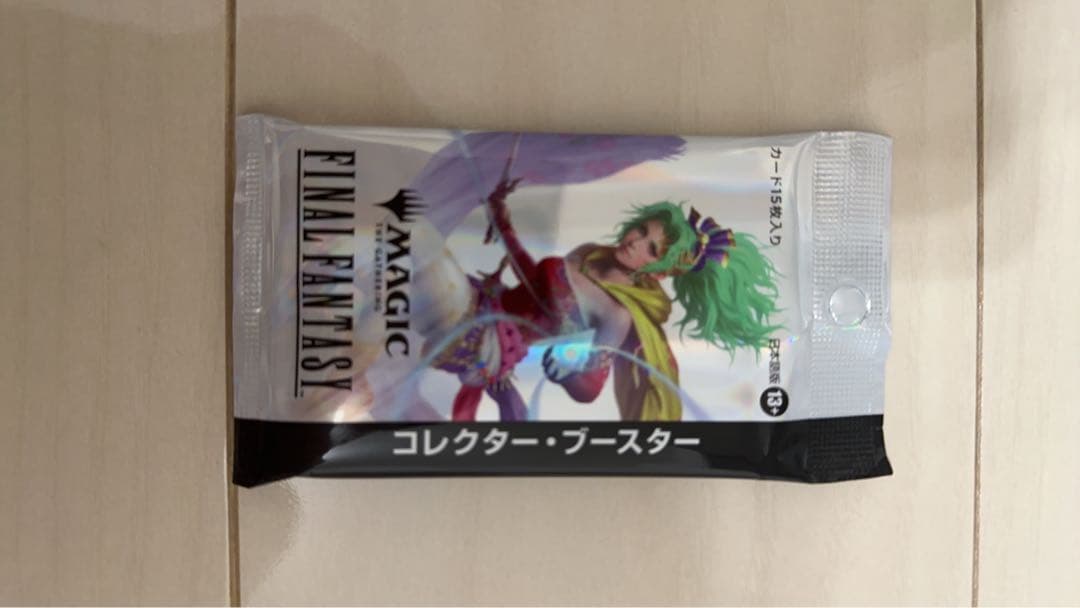 カード15枚入り
日本語版 13+
MAGIC
THE GATHERING
FINAL FANTASY
コレクター・ブースター